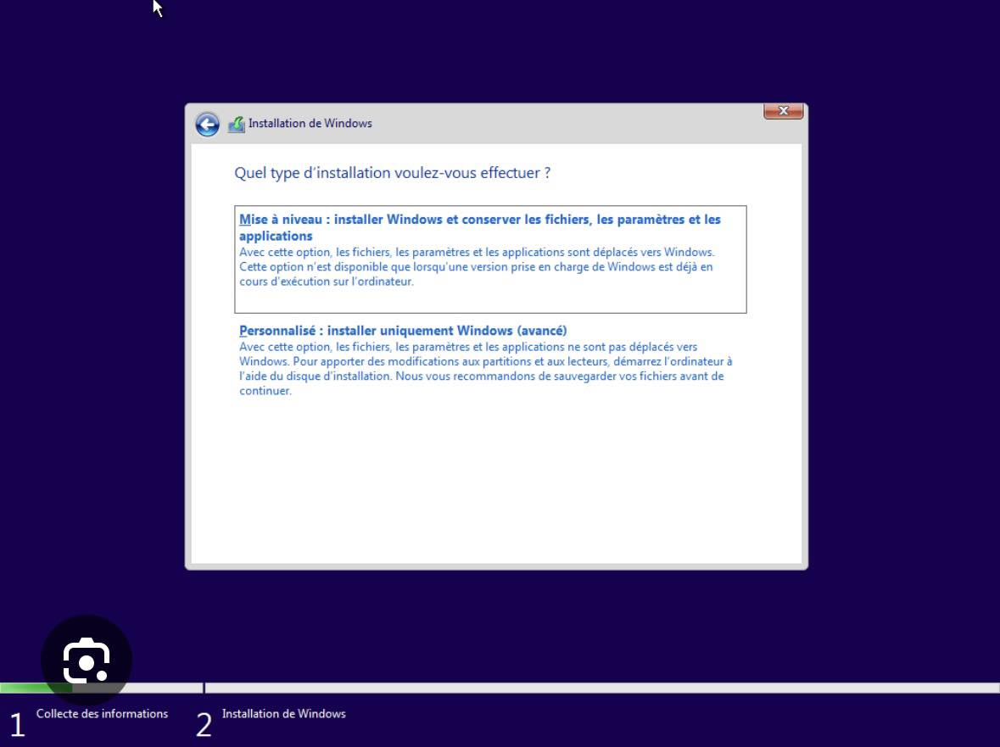 Installation de Windows
Quel type d'installation voulez-vous effectuer ?
Mise à niveau : installer Windows et conserver les fichiers, les paramètres et les
applications
Avec cette option, les fichiers, les paramètres et les applications sont déplacés vers Windows.
Cette option n'est disponible que lorsqu'une version prise en charge de Windows est déjà en
cours d'exécution sur l'ordinateur.
Personnalisé : installer uniquement Windows (avancé)
Avec cette option, les fichiers, les paramètres et les applications ne sont pas déplacés vers
Windows. Pour apporter des modifications aux partitions et aux lecteurs, démarrez l'ordinateur à
l'aide du disque d'installation. Nous vous recommandons de sauvegarder vos fichiers avant de
continuer.
1 Collecte des informations
2 Installation de Windows